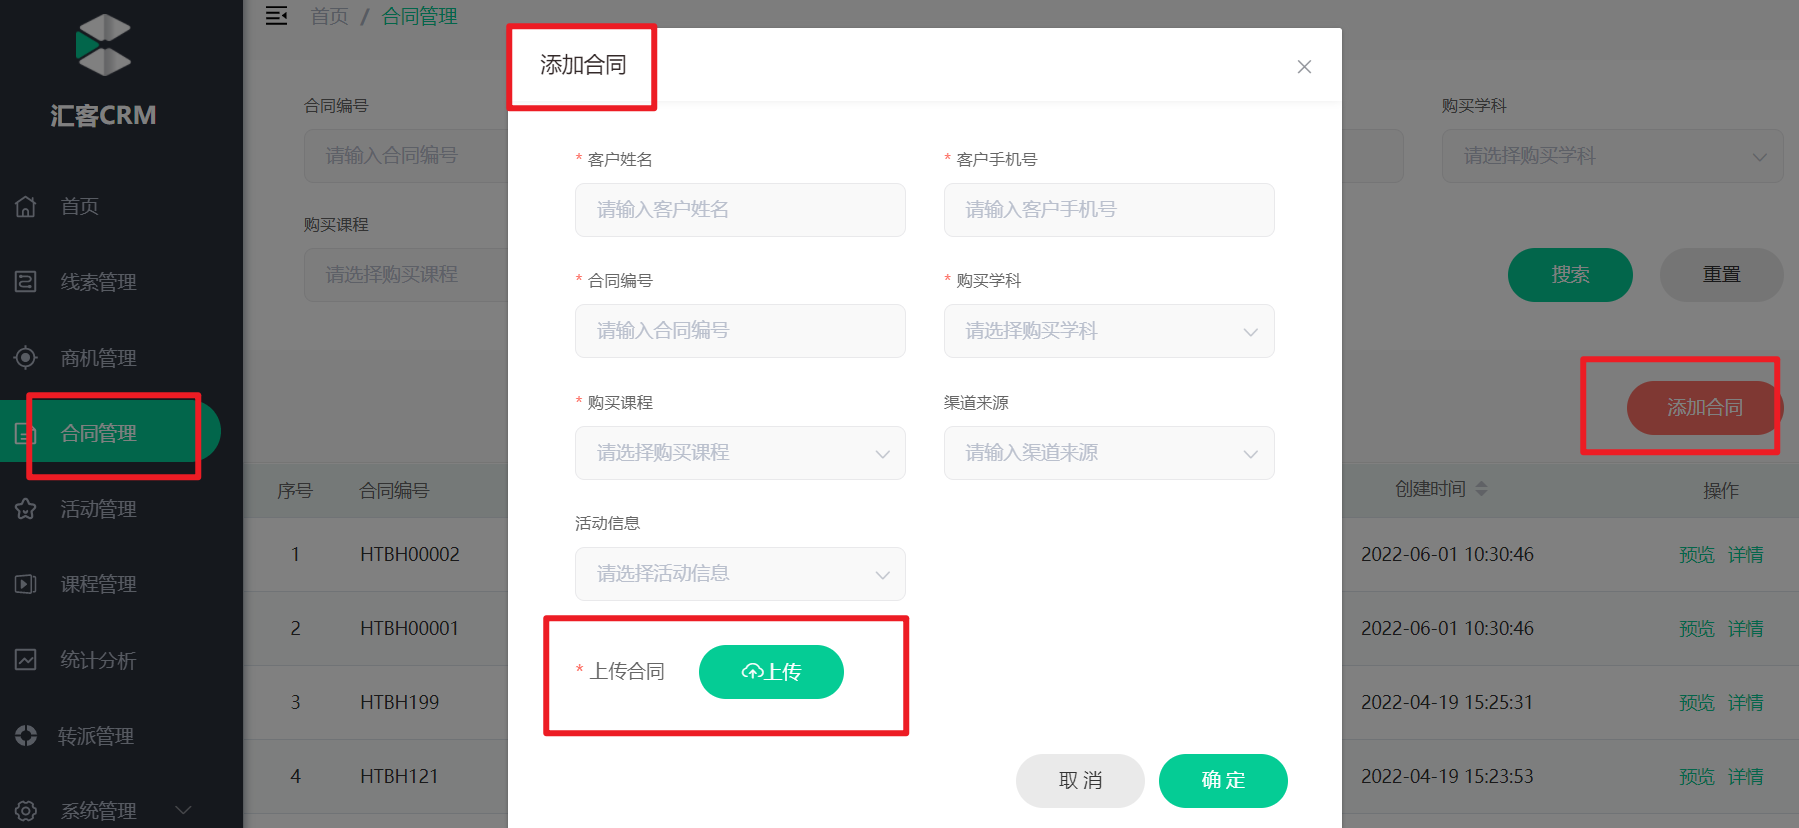 汇客CRM
首页
线索管理
商机管理
合同管理
活动管理
课程管理
统计分析
转派管理
系统管理
首页 / 合同管理
合同编号
请输入合同编号
购买学科
请选择购买学科
购买课程
请选择购买课程
搜索
重置
添加合同
序号 合同编号 创建时间 操作
1 HTBH00002 2022-06-01 10:30:46 预览 详情
2 HTBH00001 2022-06-01 10:30:46 预览 详情
3 HTBH199 2022-04-19 15:25:31 预览 详情
4 HTBH121 2022-04-19 15:23:53 预览 详情
添加合同
* 客户姓名
请输入客户姓名
* 客户手机号
请输入客户手机号
* 合同编号
请输入合同编号
* 购买学科
请选择购买学科
* 购买课程
请选择购买课程
渠道来源
请输入渠道来源
活动信息
请选择活动信息
* 上传合同
上传
取 消
确 定